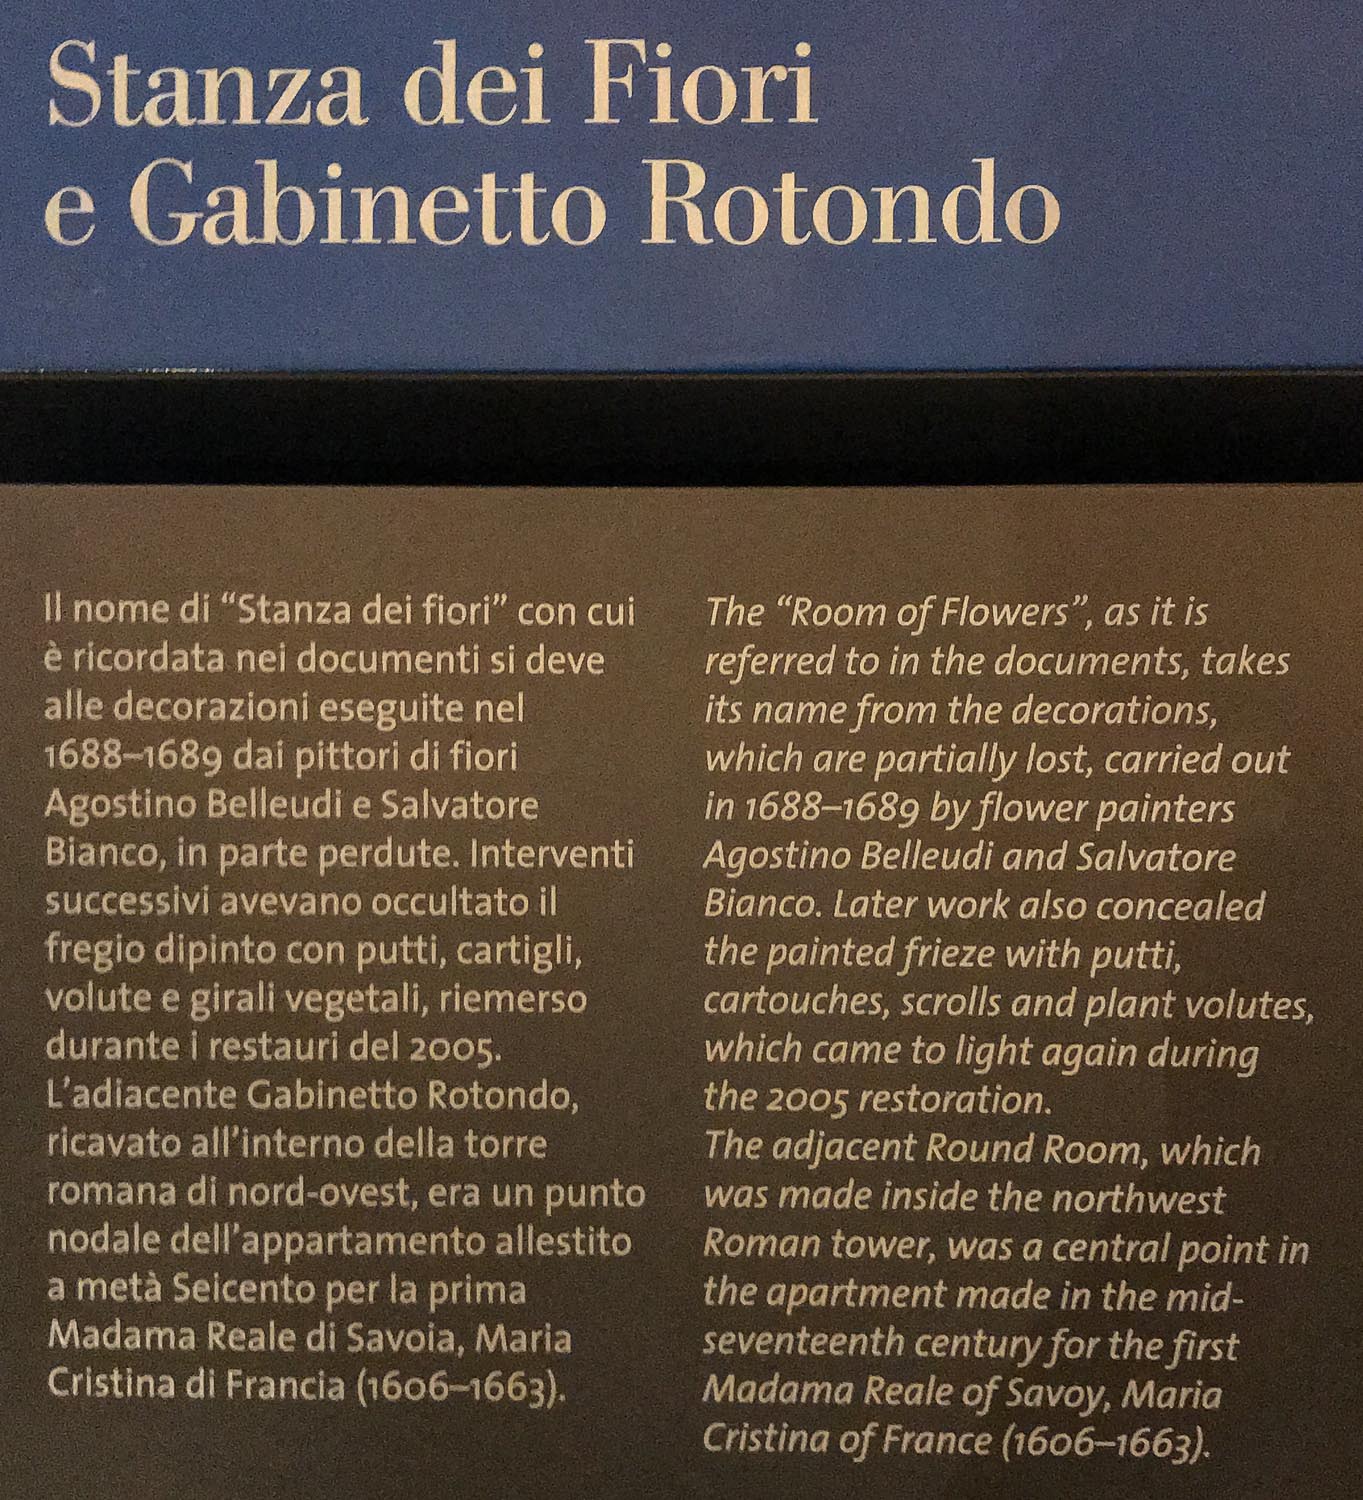 Stanza dei Fiori
e Gabinetto Rotondo
Il nome di “Stanza dei fiori” con cui
è ricordata nei documenti si deve
alle decorazioni eseguite nel
1688–1689 dai pittori di fiori
Agostino Belleudi e Salvatore
Bianco, in parte perdute. Interventi
successivi avevano occultato il
fregio dipinto con putti, cartigli,
volute e girali vegetali, riemerso
durante i restauri del 2005.
L’adiacente Gabinetto Rotondo,
ricavato all’interno della torre
romana di nord-ovest, era un punto
nodale dell’appartamento allestito
a metà Seicento per la prima
Madama Reale di Savoia, Maria
Cristina di Francia (1606–1663).
The “Room of Flowers”, as it is
referred to in the documents, takes
its name from the decorations,
which are partially lost, carried out
in 1688–1689 by flower painters
Agostino Belleudi and Salvatore
Bianco. Later work also concealed
the painted frieze with putti,
cartouches, scrolls and plant volutes,
which came to light again during
the 2005 restoration.
The adjacent Round Room, which
was made inside the northwest
Roman tower, was a central point in
the apartment made in the mid-
seventeenth century for the first
Madama Reale of Savoy, Maria
Cristina of France (1606–1663).